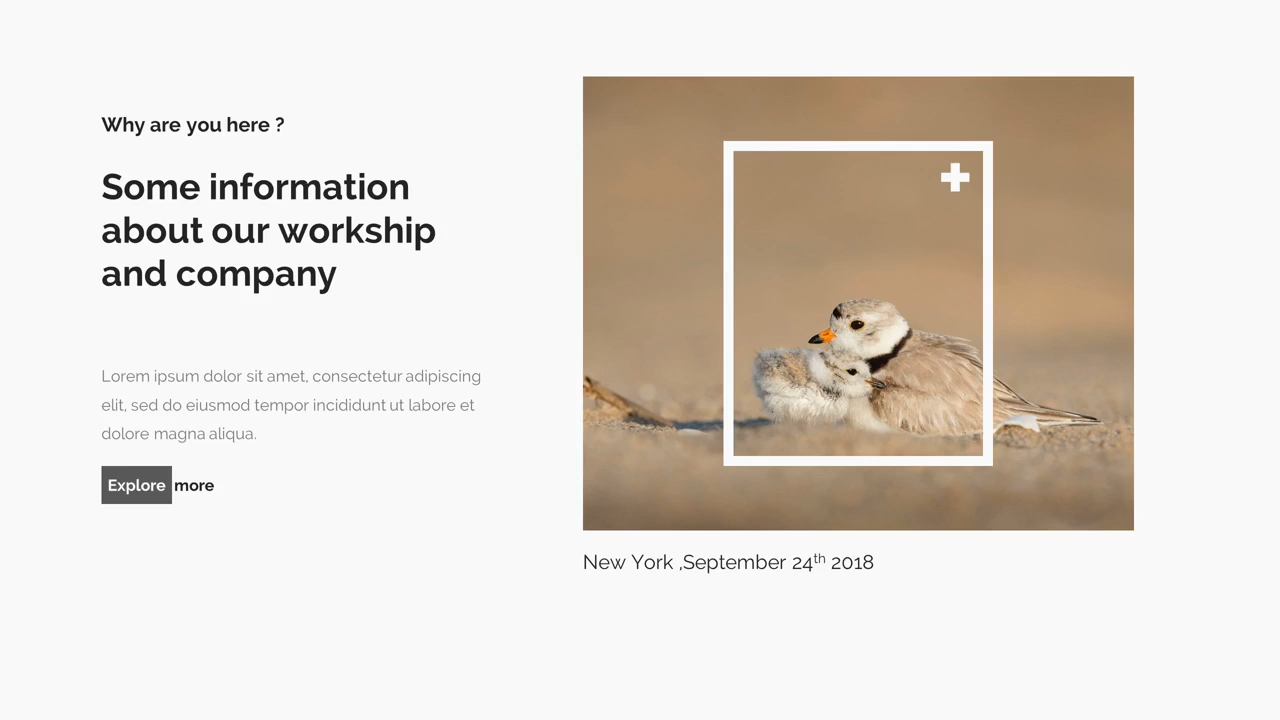 Why are you here ?
Some information
about our workship
and company
Lorem ipsum dolor sit amet, consectetur adipiscing
elit, sed do eiusmod tempor incididunt ut labore et
dolore magna aliqua.
Explore more
New York ,September 24th 2018